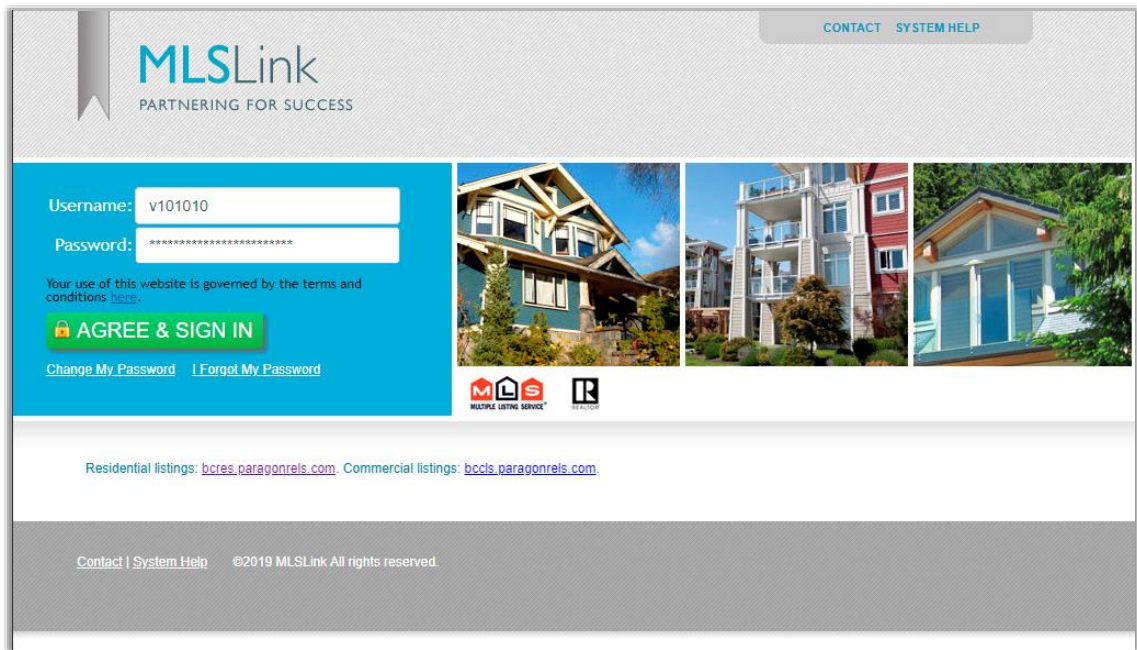 CONTACT SYSTEM HELP
MLSLink
PARTNERING FOR SUCCESS
Username: v101010
Password: ************************
Your use of this website is governed by the terms and
conditions here.
AGREE & SIGN IN
Change My Password I Forgot My Password
MLS
MULTIPLE LISTING SERVICE®
R
REALTOR
Residential listings: bcres.paragonrels.com. Commercial listings: bccls.paragonrels.com.
Contact | System Help ©2019 MLSLink All rights reserved.